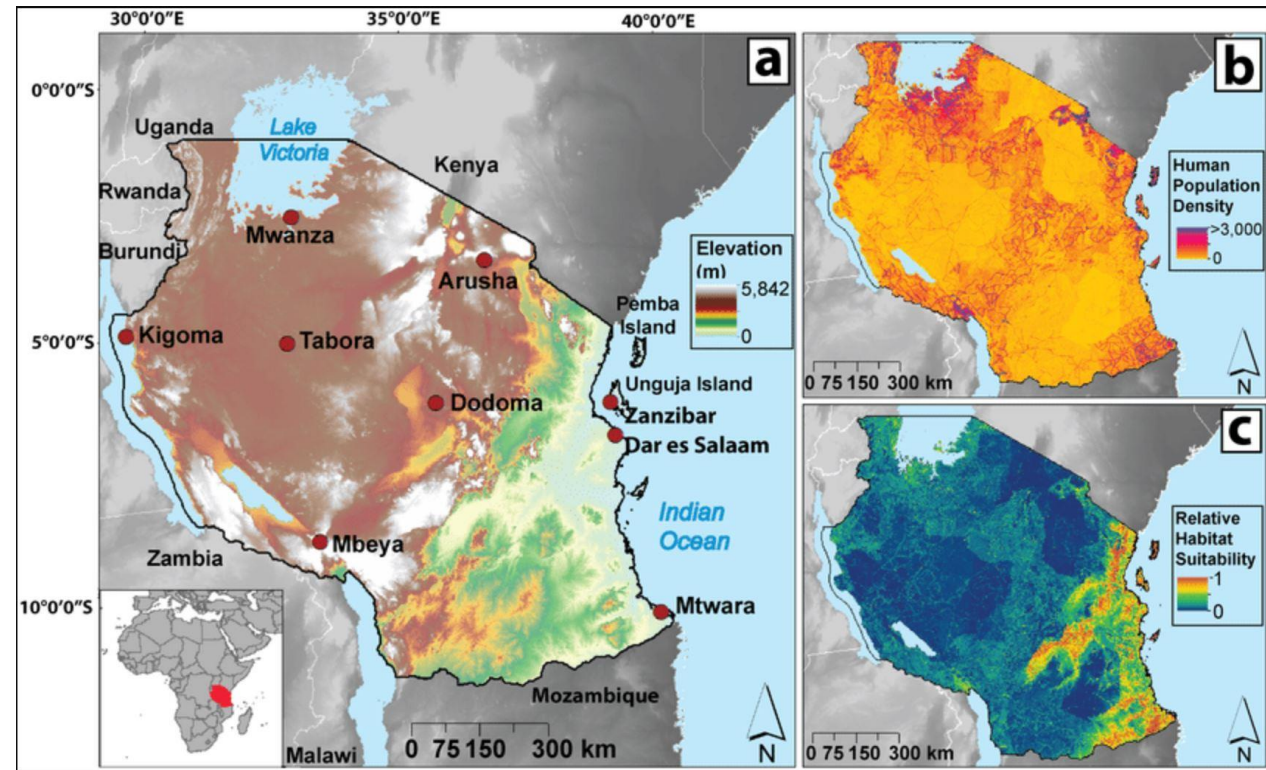 30°0'0"E
35°0'0"E
40°0'0"E
a
0°0'0"S
Uganda
Lake
Victoria
Kenya
Rwanda
Mwanza
Burundi
Arusha
Elevation
(m)
5,842
0
Pemba
Island
5°0'0"S
Kigoma
Tabora
Dodoma
Unguja Island
Zanzibar
Dar es Salaam
Indian
Ocean
Mbeya
Zambia
10°0'0"S
Mtwara
Mozambique
Malawi
0 75 150 300 km
N
b
Human
Population
Density
>3,000
0
0 75 150 300 km
N
c
Relative
Habitat
Suitability
1
0
0 75 150 300 km
N